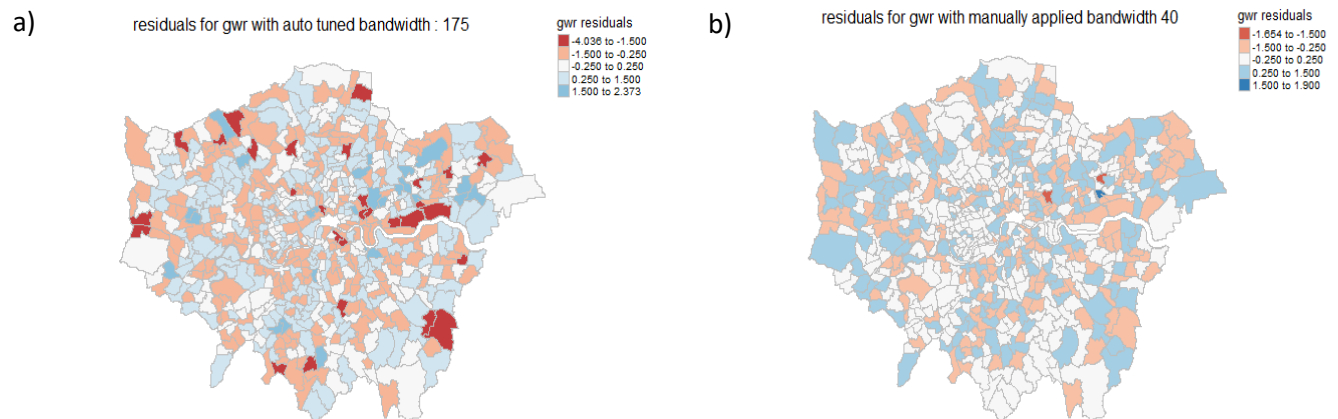 a)
residuals for gwr with auto tuned bandwidth : 175
gwr residuals
-4.036 to -1.500
-1.500 to -0.250
-0.250 to 0.250
0.250 to 1.500
1.500 to 2.373
b)
residuals for gwr with manually applied bandwidth 40
gwr residuals
-1.654 to -1.500
-1.500 to -0.250
-0.250 to 0.250
0.250 to 1.500
1.500 to 1.900